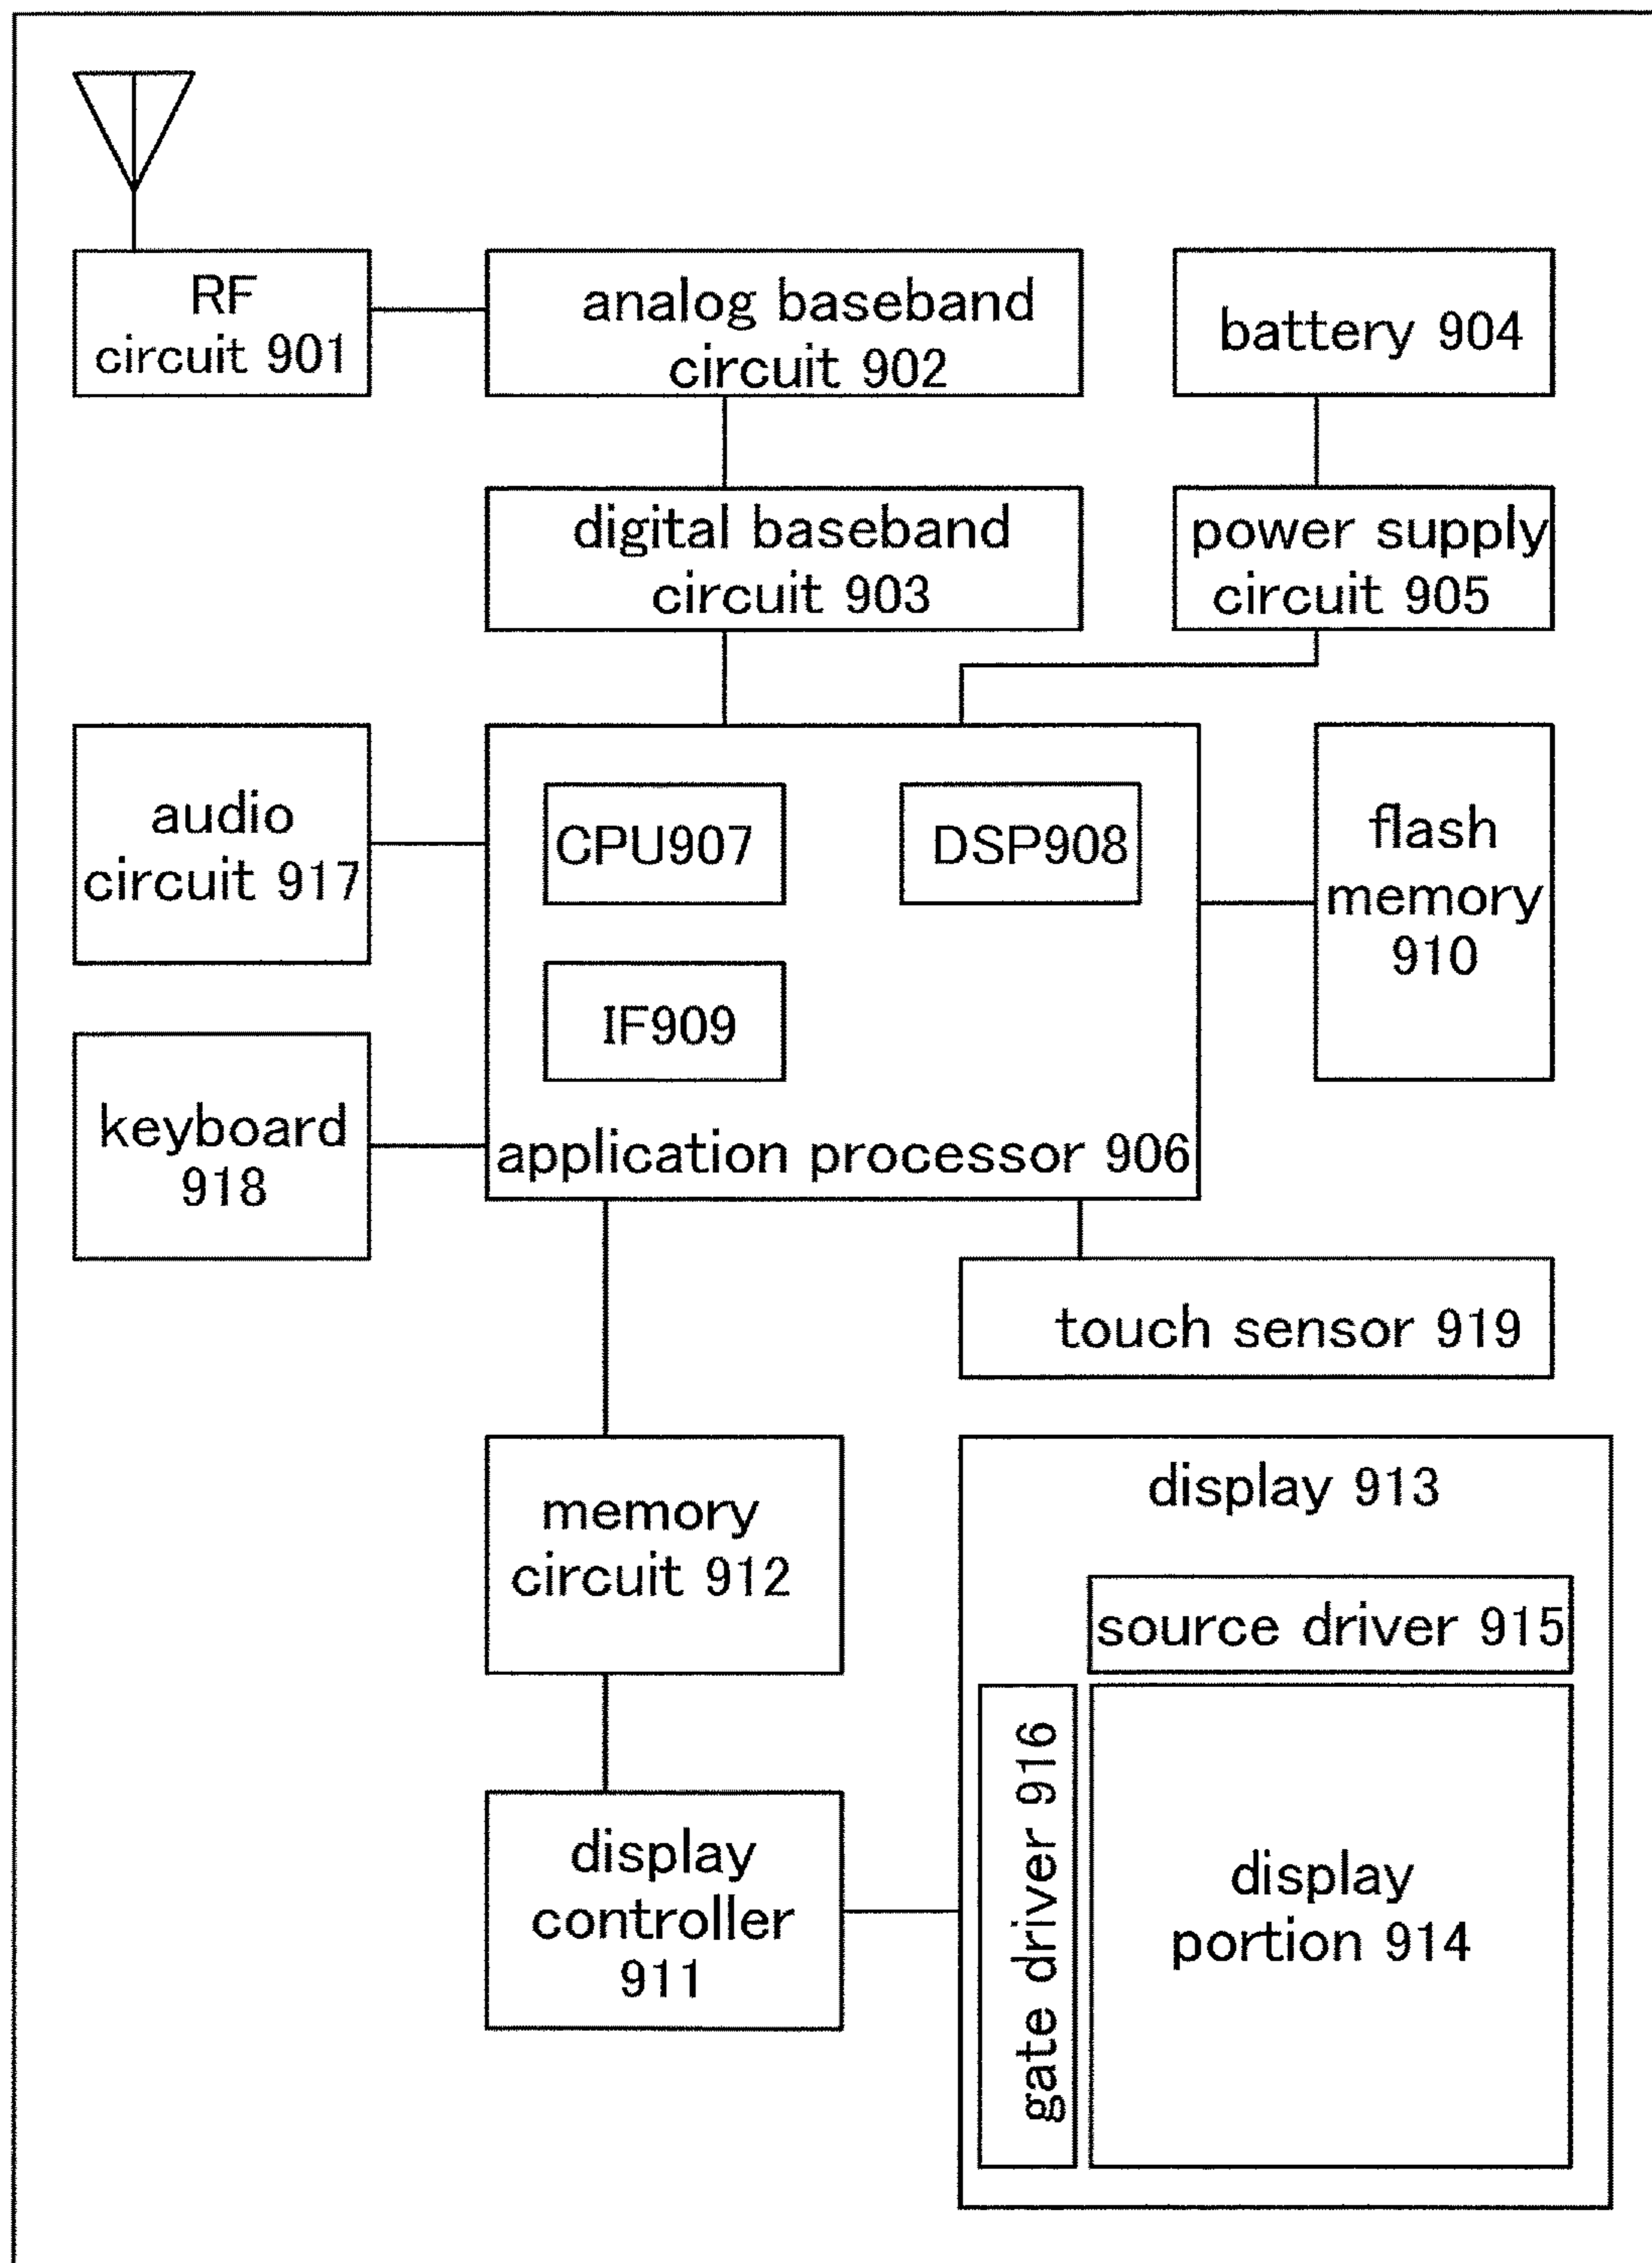 RF
circuit 901
analog baseband
circuit 902
battery 904
digital baseband
circuit 903
power supply
circuit 905
audio
circuit 917
CPU907
DSP908
flash
memory
910
IF909
keyboard
918
application processor 906
touch sensor 919
memory
circuit 912
display 913
source driver 915
gate driver 916
display
portion 914
display
controller
911